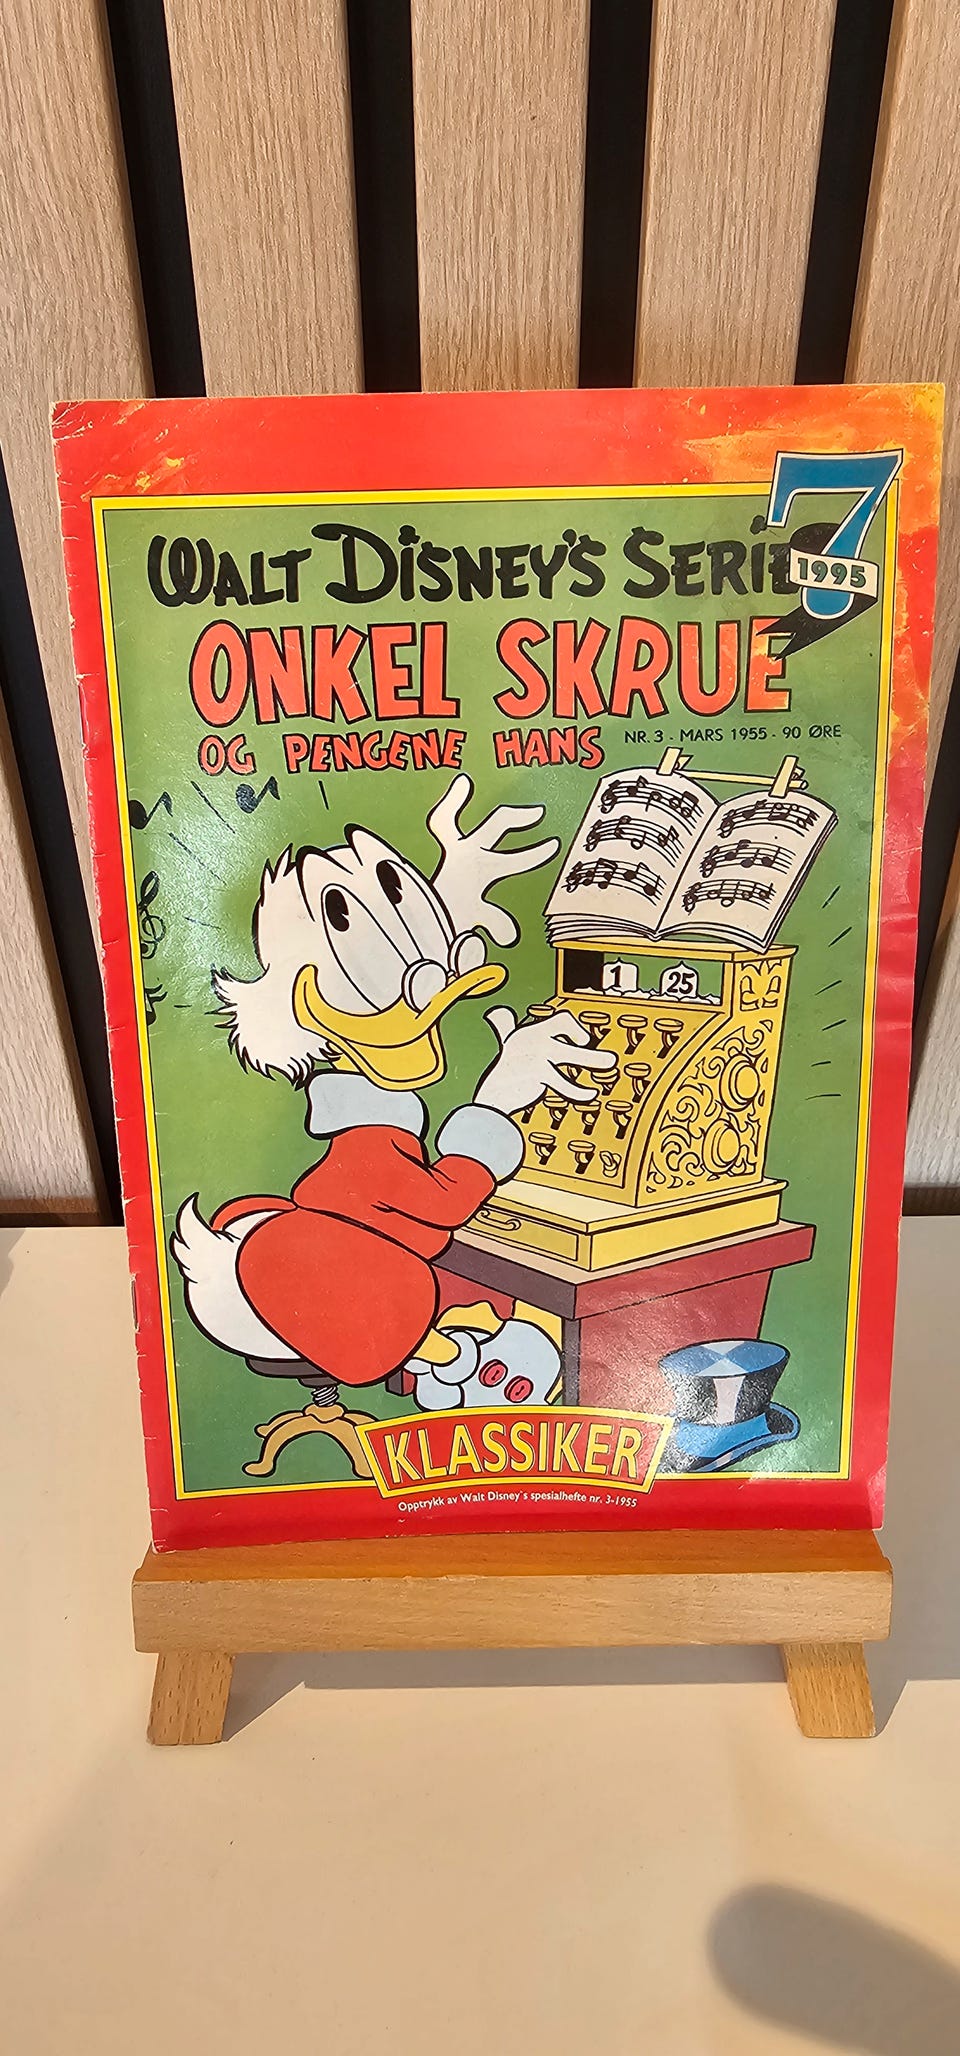 WALT DISNEY'S SERIE
7
1995
ONKEL SKRUE
OG PENGENE HANS
NR. 3 - MARS 1955 - 90 ØRE
1 25
KLASSIKER
Opptrykk av Walt Disney's spesialhefte nr. 3-1955